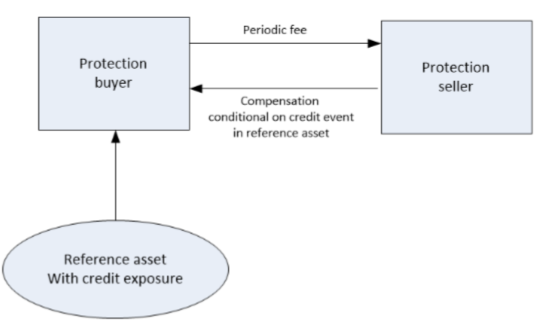 Periodic fee
Protection
buyer
Protection
seller
Compensation
conditional on credit event
in reference asset
Reference asset
With credit exposure